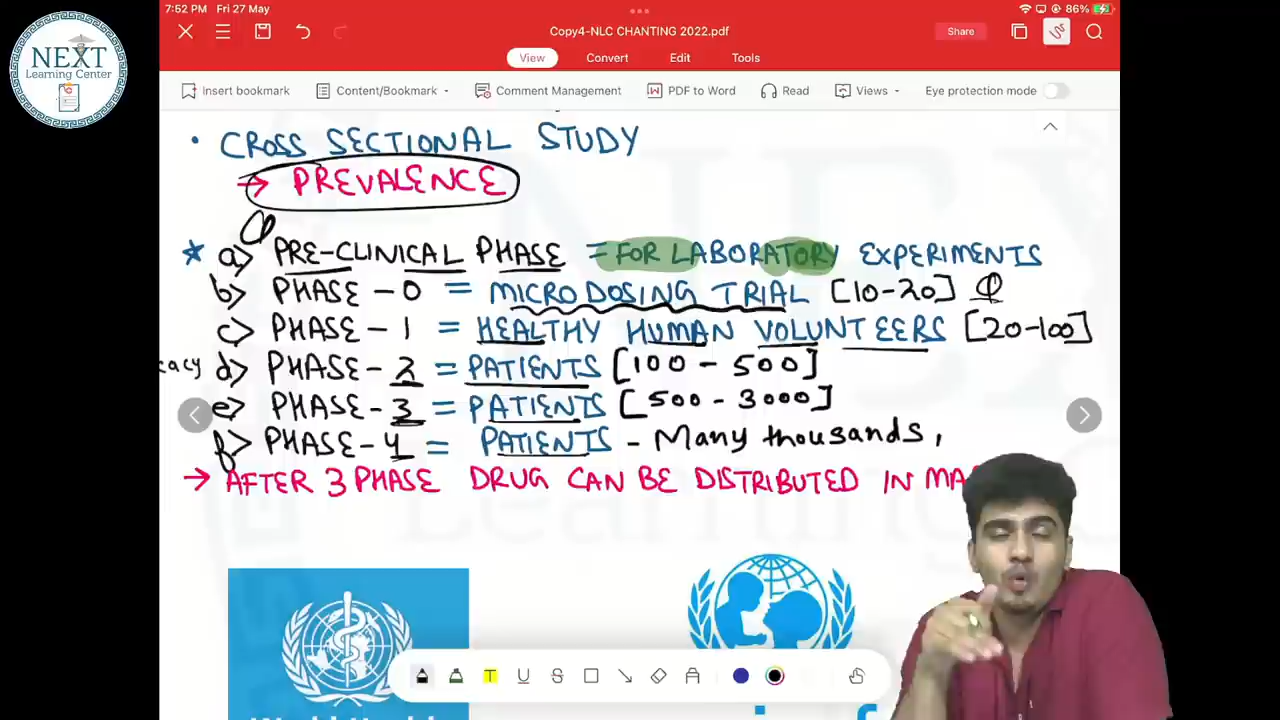 7:52 PM Fri 27 May
86%
NEXT
Learning Center
Copy4-NLC CHANTING 2022.pdf
Share
View Convert Edit Tools
Insert bookmark Content/Bookmark Comment Management PDF to Word Read Views Eye protection mode
• CROSS SECTIONAL STUDY
→ PREVALENCE
* a> PRE-CLINICAL PHASE = FOR LABORATORY EXPERIMENTS
b> PHASE-0 = MICRODOSING TRIAL [10-20]
c> PHASE-1 = HEALTHY HUMAN VOLUNTEERS [20-100]
d> PHASE-2 = PATIENTS [100-500]
e> PHASE-3 = PATIENTS [500-3000]
f> PHASE-4 = PATIENTS - Many thousands,
→ AFTER 3 PHASE DRUG CAN BE DISTRIBUTED IN
T U S A